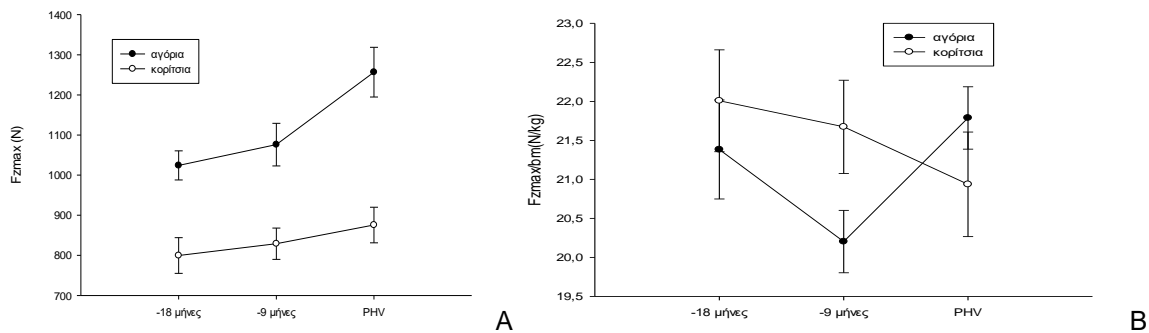 1400
1300
1200
1100
1000
900
800
700
Fzmax (N)
αγόρια
κορίτσια
-18 μήνες
-9 μήνες
PHV
A
23,0
22,5
22,0
21,5
21,0
20,5
20,0
19,5
Fzmax/bm(N/kg)
αγόρια
κορίτσια
-18 μήνες
-9 μήνες
PHV
B